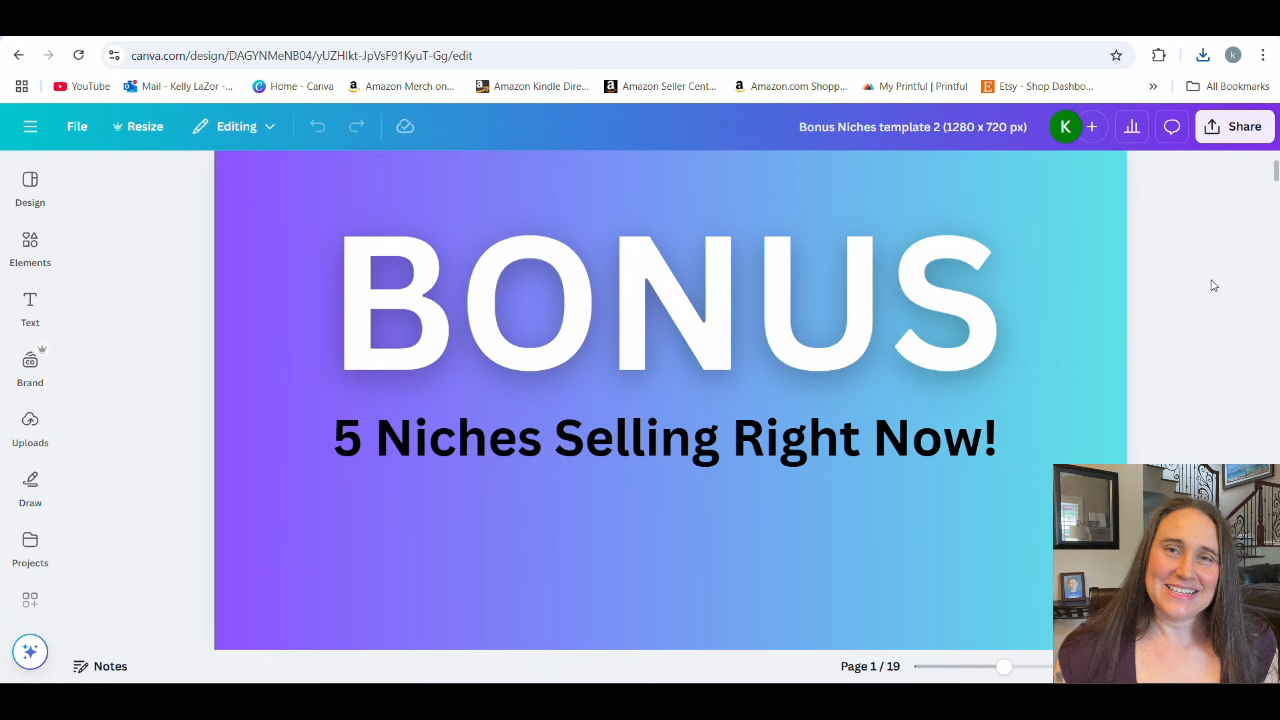 canva.com/design/DAGYNMeNB04/yUZHIkt-JpVsF91KyuT-Gg/edit
k
YouTube
Mail - Kelly LaZor -...
Home - Canva
Amazon Merch on...
Amazon Kindle Dire...
Amazon Seller Cent...
Amazon.com Shopp...
My Printful | Printful
Etsy - Shop Dashbo...
All Bookmarks
File
Resize
Editing
Bonus Niches template 2 (1280 x 720 px)
K
Share
Design
Elements
Text
Brand
Uploads
Draw
Projects
BONUS
5 Niches Selling Right Now!
Notes
Page 1 / 19